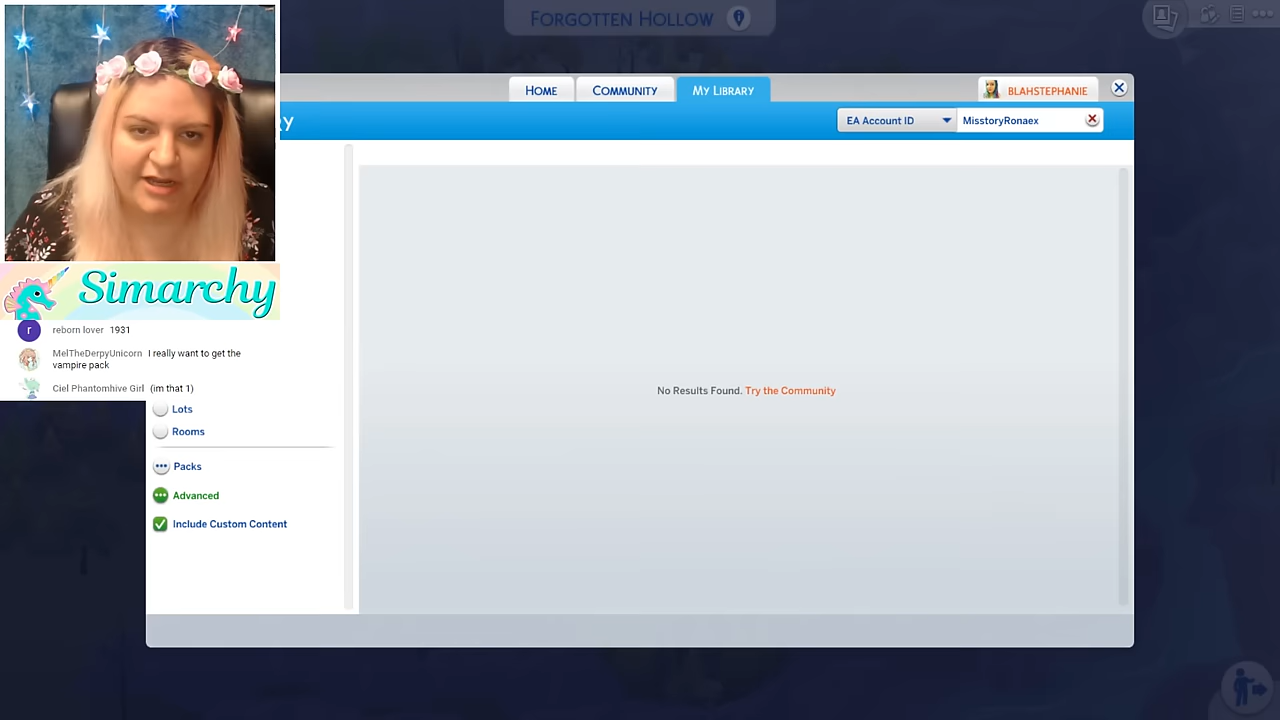 FORGOTTEN HOLLOW
HOME
COMMUNITY
MY LIBRARY
BLAHSTEPHANIE
RY
EA Account ID
MisstoryRonaex
Simarchy
r reborn lover 1931
MelTheDerpyUnicorn I really want to get the
vampire pack
Ciel Phantomhive Girl (im that 1)
No Results Found. Try the Community
Lots
Rooms
Packs
Advanced
Include Custom Content